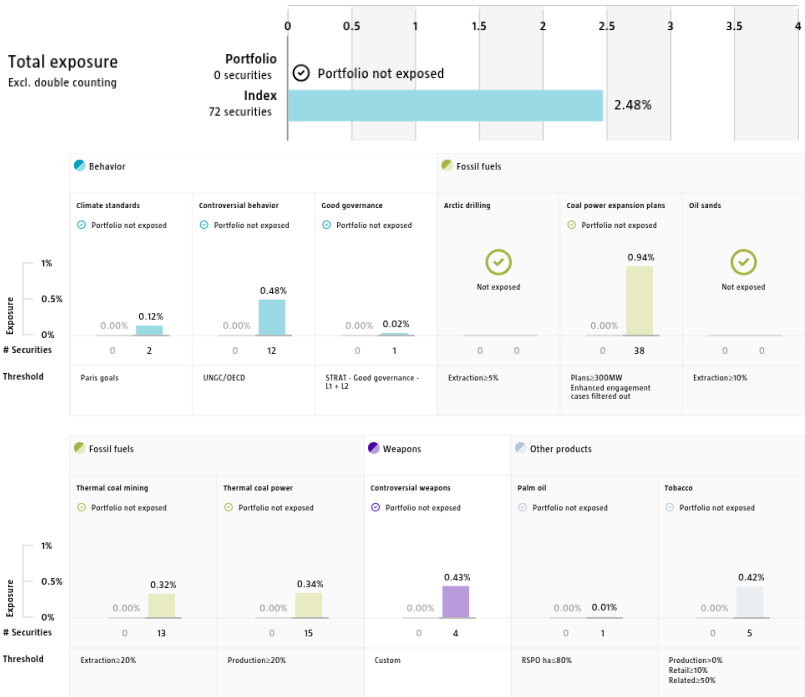 0 0.5 1 1.5 2 2.5 3 3.5 4
Total exposure
Excl. double counting
Portfolio
0 securities
Portfolio not exposed
Index
72 securities
2.48%
Behavior
Fossil fuels
Climate standards
Controversial behavior
Good governance
Arctic drilling
Coal power expansion plans
Oil sands
Portfolio not exposed
Portfolio not exposed
Portfolio not exposed
Portfolio not exposed
Not exposed
Not exposed
Exposure
1%
0.5%
0%
0.00% 0.12%
0.00% 0.48%
0.00% 0.02%
0.00% 0.94%
# Securities
0 2
0 12
0 1
0 0
0 38
0 0
Threshold
Paris goals
UNGC/OECD
STRAT - Good governance -
L1 + L2
Extraction≥5%
Plans≥300MW
Enhanced engagement
cases filtered out
Extraction≥10%
Fossil fuels
Weapons
Other products
Thermal coal mining
Thermal coal power
Controversial weapons
Palm oil
Tobacco
Portfolio not exposed
Portfolio not exposed
Portfolio not exposed
Portfolio not exposed
Portfolio not exposed
Exposure
1%
0.5%
0%
0.00% 0.32%
0.00% 0.34%
0.00% 0.43%
0.00% 0.01%
0.00% 0.42%
# Securities
0 13
0 15
0 4
0 1
0 5
Threshold
Extraction≥20%
Production≥20%
Custom
RSPO ha≤80%
Production>0%
Retail≥10%
Related≥50%